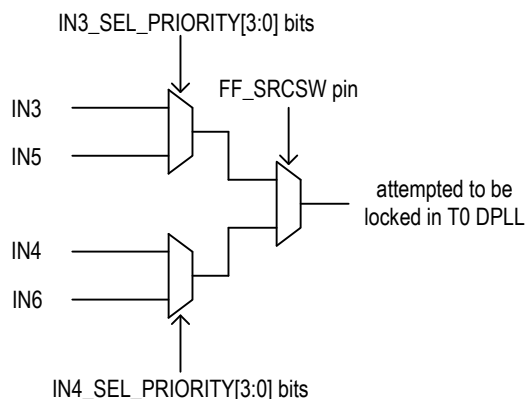 IN3_SEL_PRIORITY[3:0] bits
FF_SRCSW pin
IN3
IN5
attempted to be
locked in T0 DPLL
IN4
IN6
IN4_SEL_PRIORITY[3:0] bits